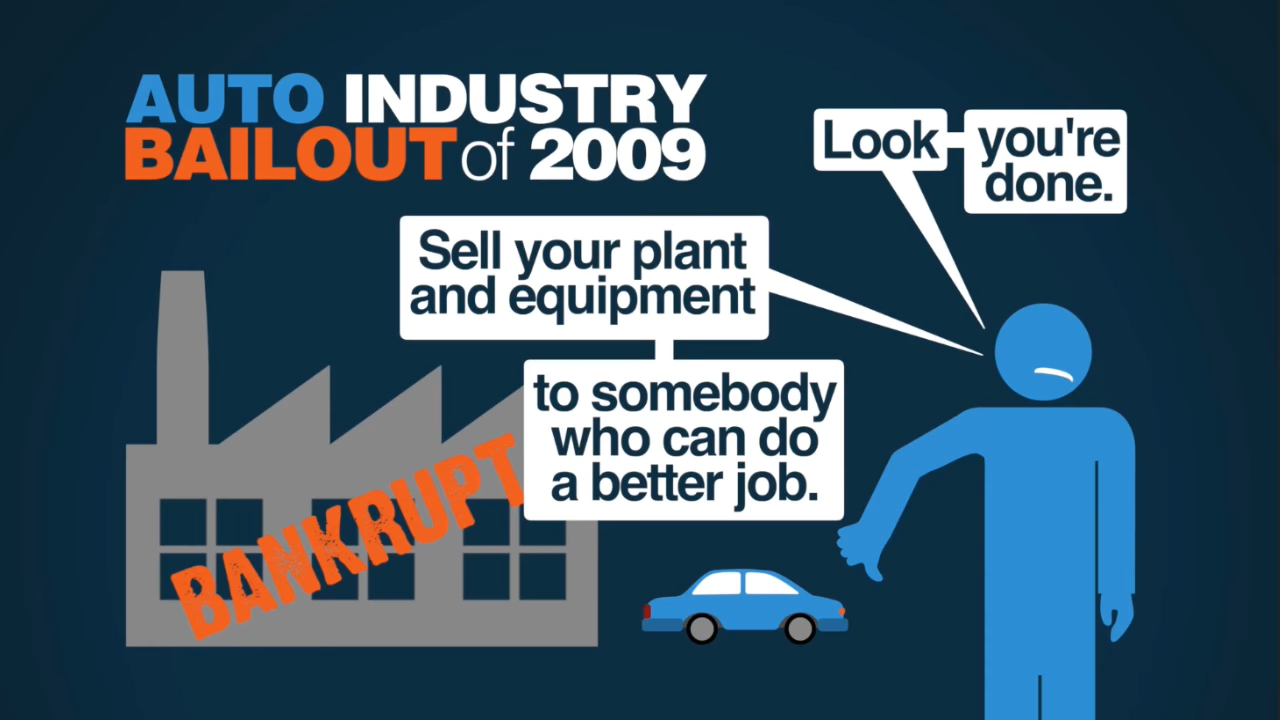 AUTO INDUSTRY
BAILOUT of 2009
Look
you're
done.
Sell your plant
and equipment
to somebody
who can do
a better job.
BANKRUPT